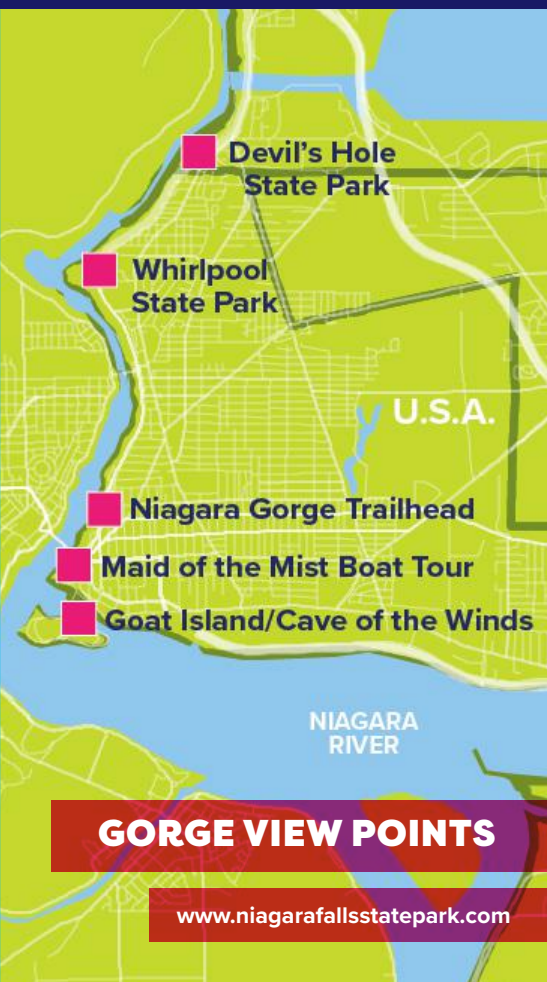 Devil's Hole
State Park
Whirlpool
State Park
U.S.A.
Niagara Gorge Trailhead
Maid of the Mist Boat Tour
Goat Island/Cave of the Winds
NIAGARA
RIVER
GORGE VIEW POINTS
www.niagarafallsstatepark.com